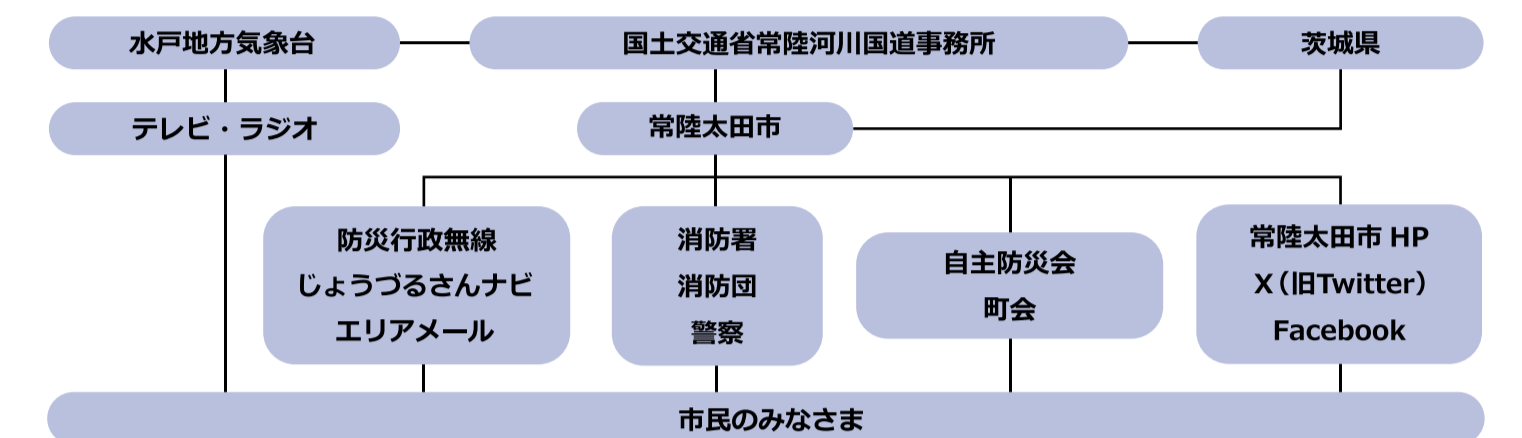 水戸地方気象台
国土交通省常陸河川国道事務所
茨城県
テレビ・ラジオ
常陸太田市
防災行政無線
じょうづるさんナビ
エリアメール
消防署
消防団
警察
自主防災会
町会
常陸太田市 HP
X（旧Twitter）
Facebook
市民のみなさま